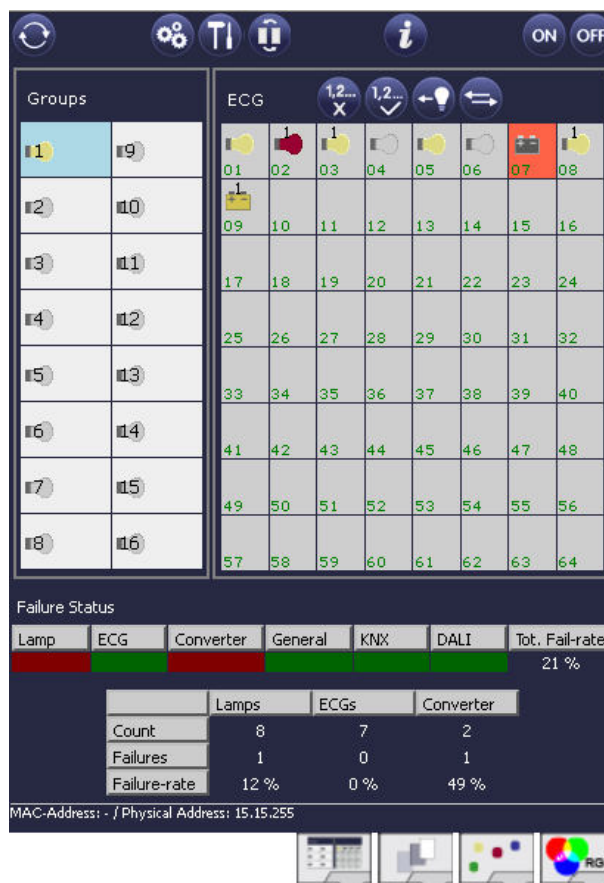 i ON OFF
Groups ECG 1,2... X 1,2...
1 9 1 1 1
01 02 03 04 05 06 07 08
2 10 1
09 10 11 12 13 14 15 16
3 11
17 18 19 20 21 22 23 24
4 12
25 26 27 28 29 30 31 32
5 13
33 34 35 36 37 38 39 40
6 14
41 42 43 44 45 46 47 48
7 15
49 50 51 52 53 54 55 56
8 16
57 58 59 60 61 62 63 64
Failure Status
Lamp ECG Converter General KNX DALI Tot. Fail-rate
21 %
Lamps ECGs Converter
Count 8 7 2
Failures 1 0 1
Failure-rate 12 % 0 % 49 %
MAC-Address: - / Physical Address: 15.15.255
RG